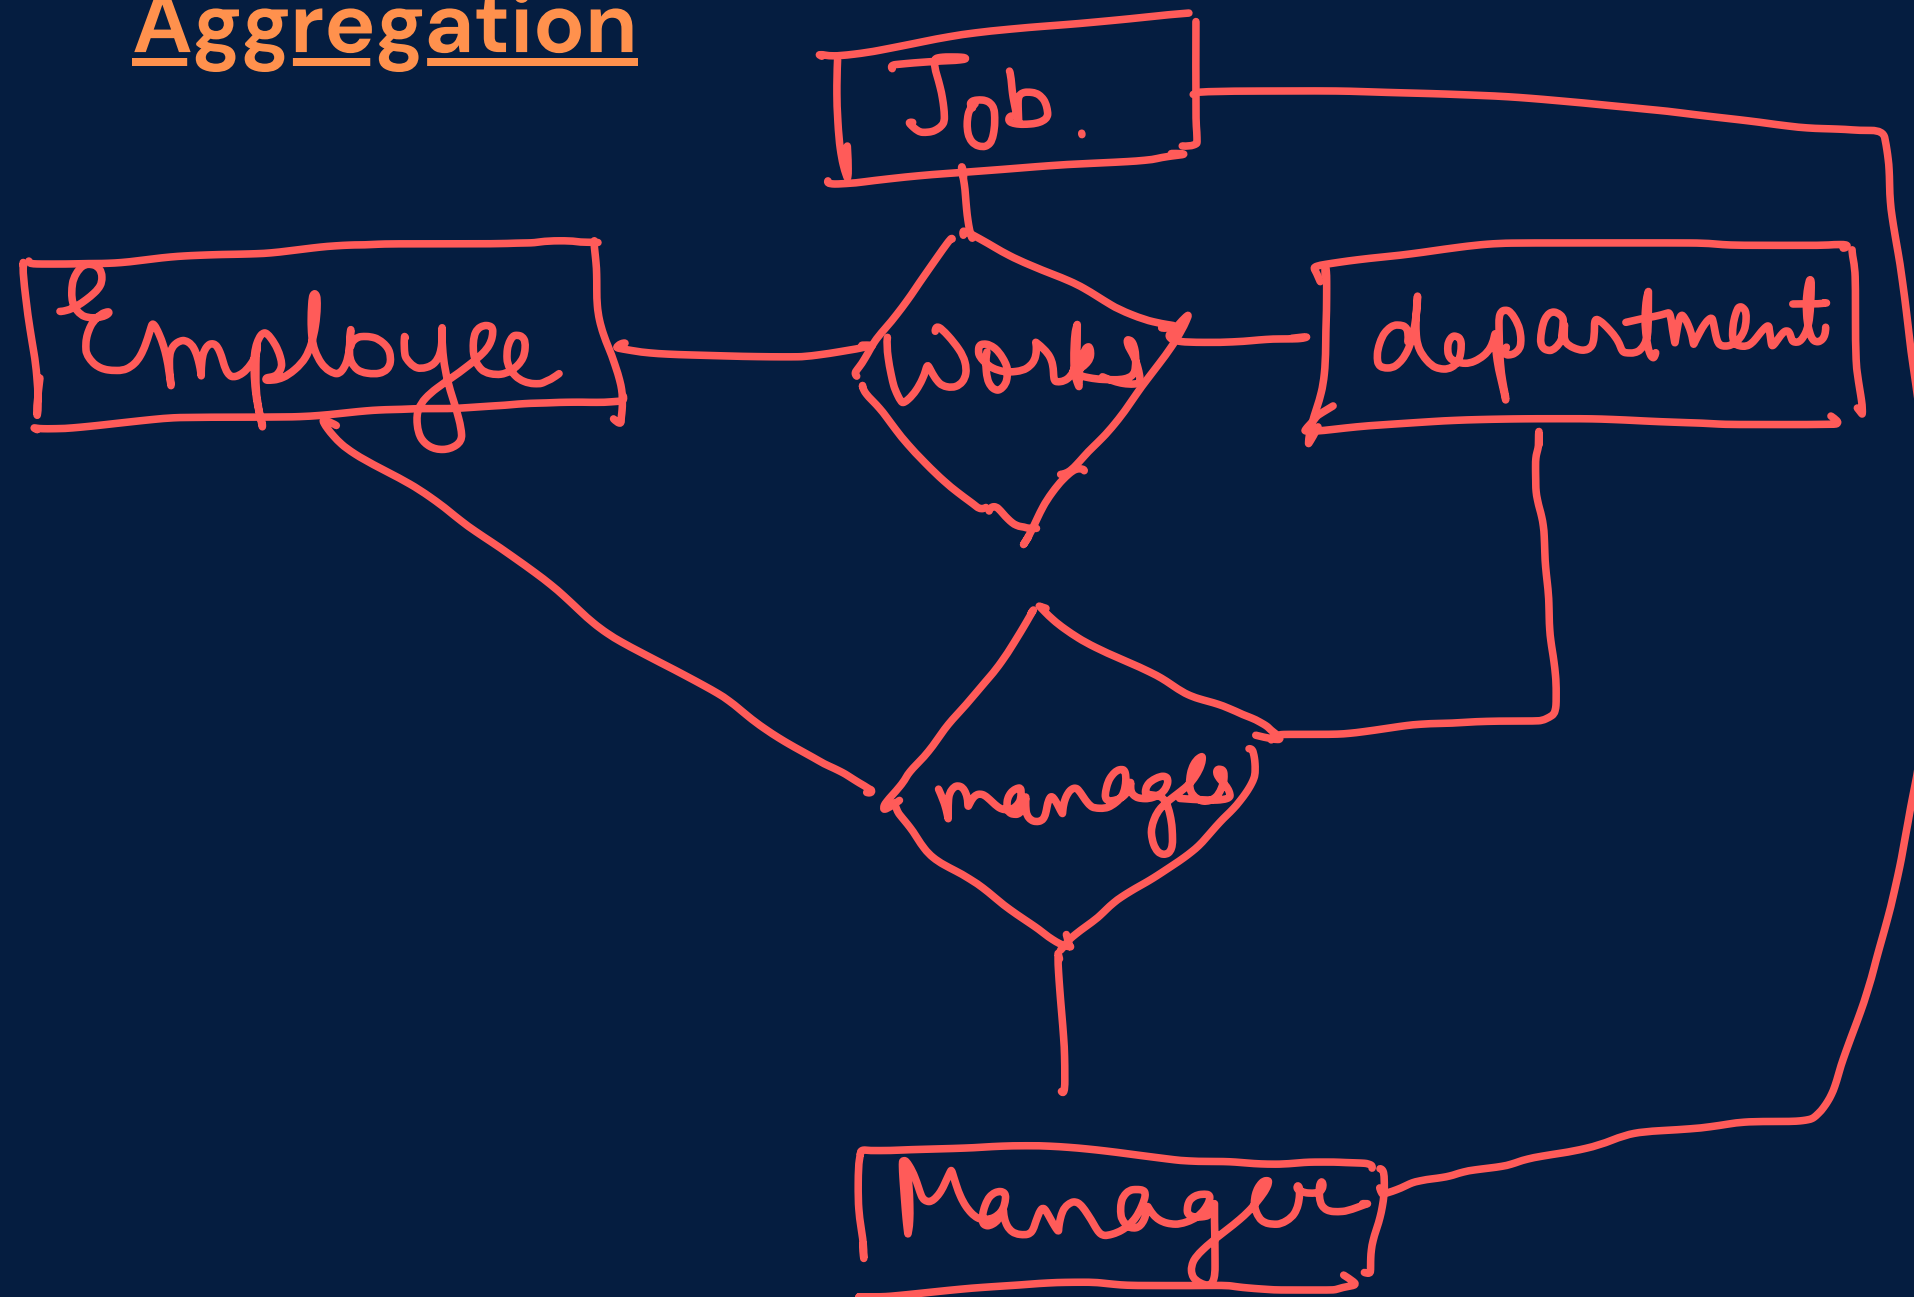 Aggregation
Job.
Employee
Works
department
manages
Manager